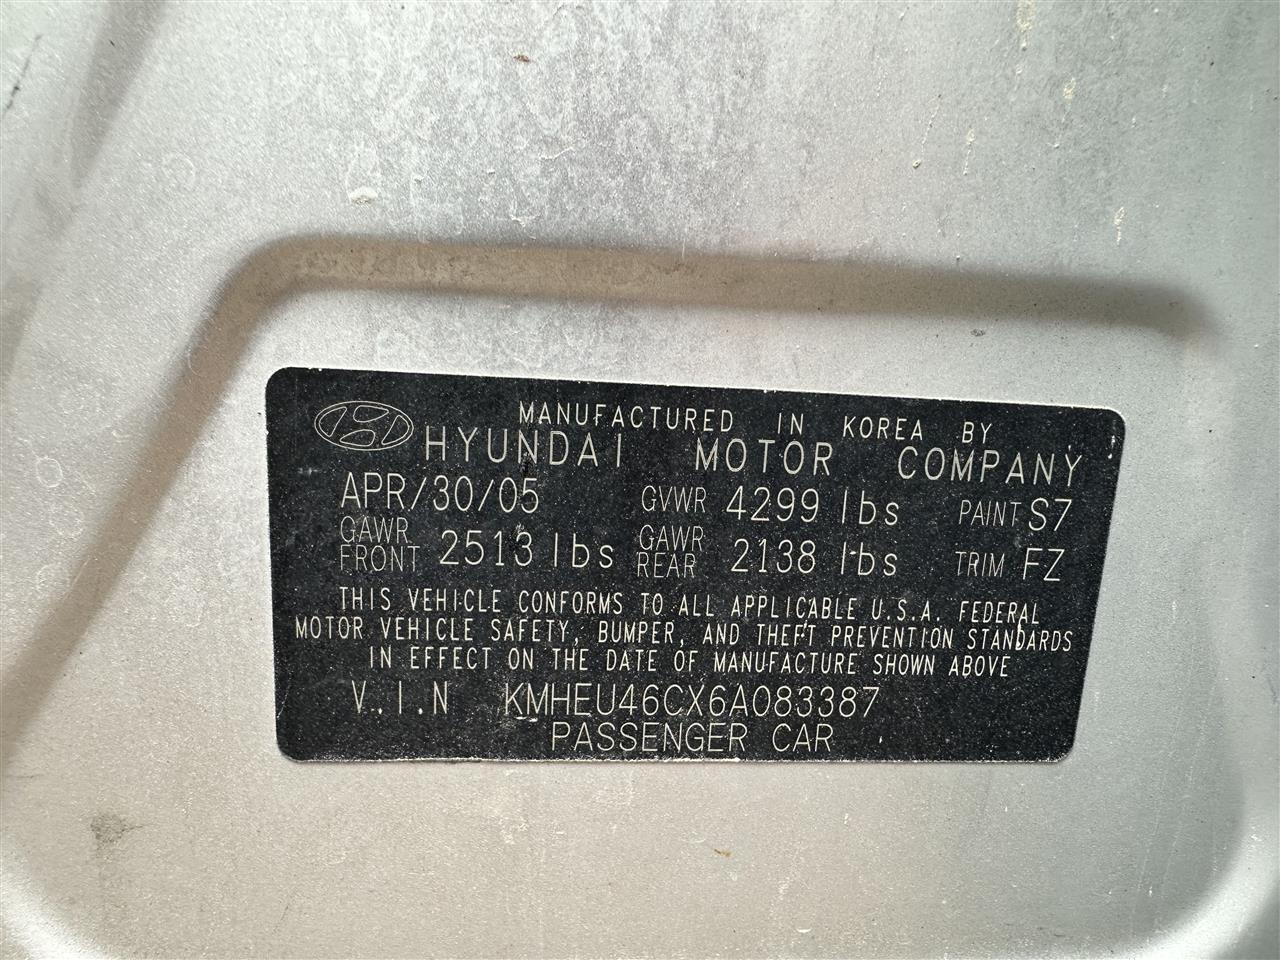 MANUFACTURED IN KOREA BY
HYUNDAI MOTOR COMPANY
APR/30/05 GVWR 4299 lbs PAINT S7
GAWR FRONT 2513 lbs GAWR REAR 2138 lbs TRIM FZ
THIS VEHICLE CONFORMS TO ALL APPLICABLE U.S.A. FEDERAL
MOTOR VEHICLE SAFETY, BUMPER, AND THEFT PREVENTION STANDARDS
IN EFFECT ON THE DATE OF MANUFACTURE SHOWN ABOVE
V.I.N KMHEU46CX6A083387
PASSENGER CAR